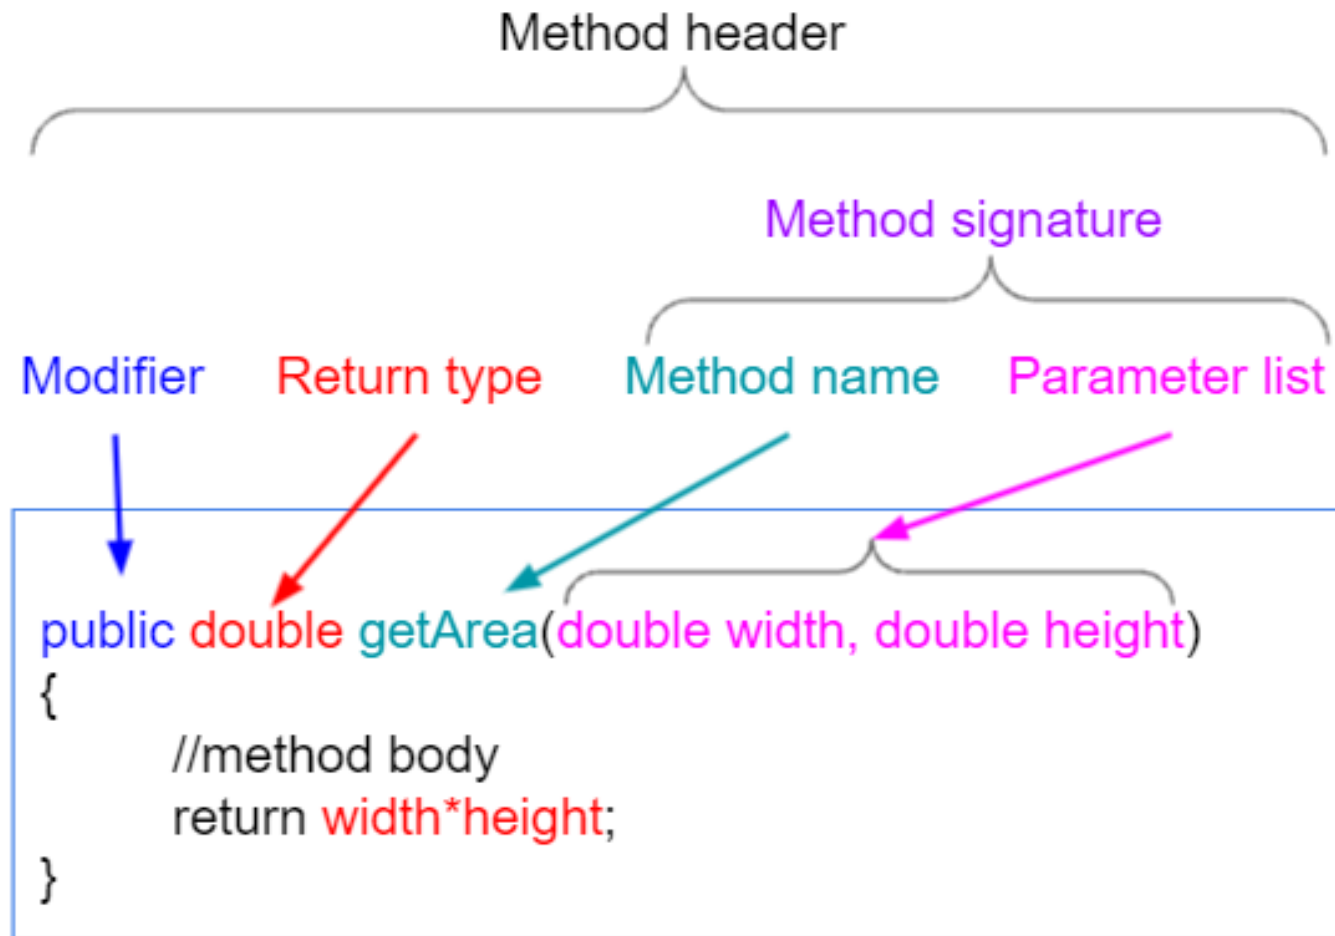 Method header
Method signature
Modifier Return type Method name Parameter list
public double getArea(double width, double height)
{
//method body
return width*height;
}